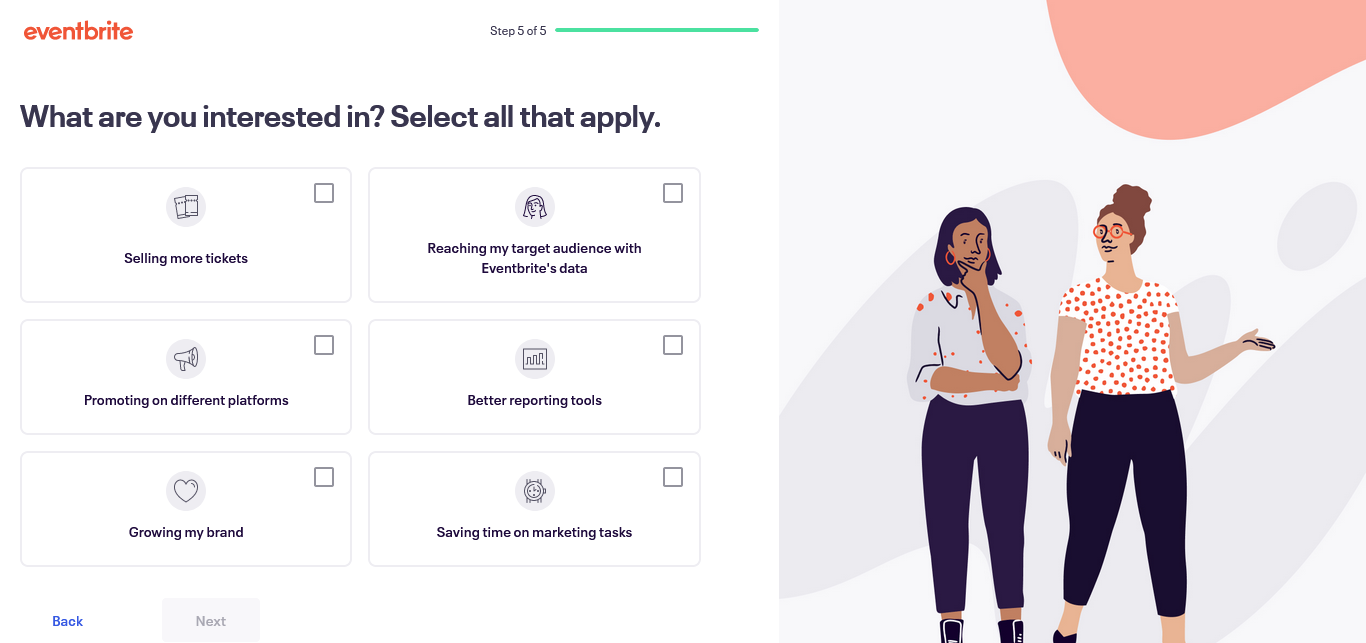 eventbrite
Step 5 of 5
What are you interested in? Select all that apply.
Selling more tickets
Reaching my target audience with
Eventbrite's data
Promoting on different platforms
Better reporting tools
Growing my brand
Saving time on marketing tasks
Back
Next